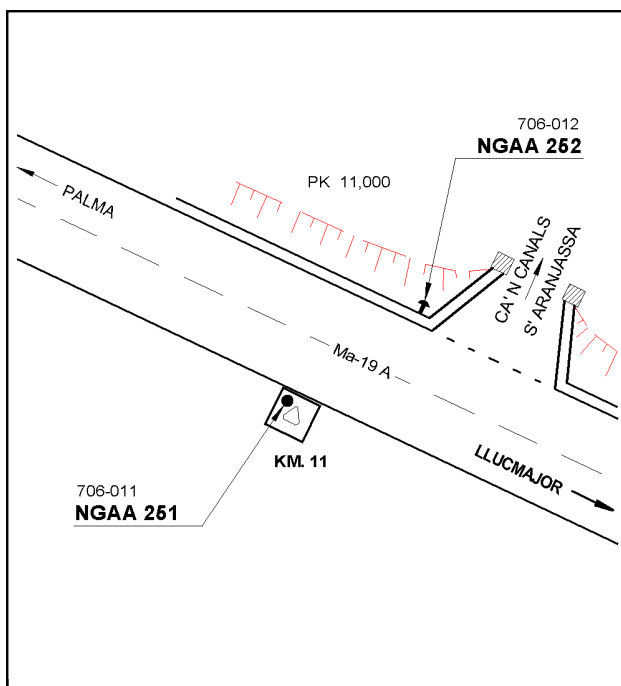 706-012
NGAA 252
PK 11,000
PALMA
CA' N CANALS
S' ARANJASSA
Ma-19 A
LLUCMAJOR
KM. 11
706-011
NGAA 251